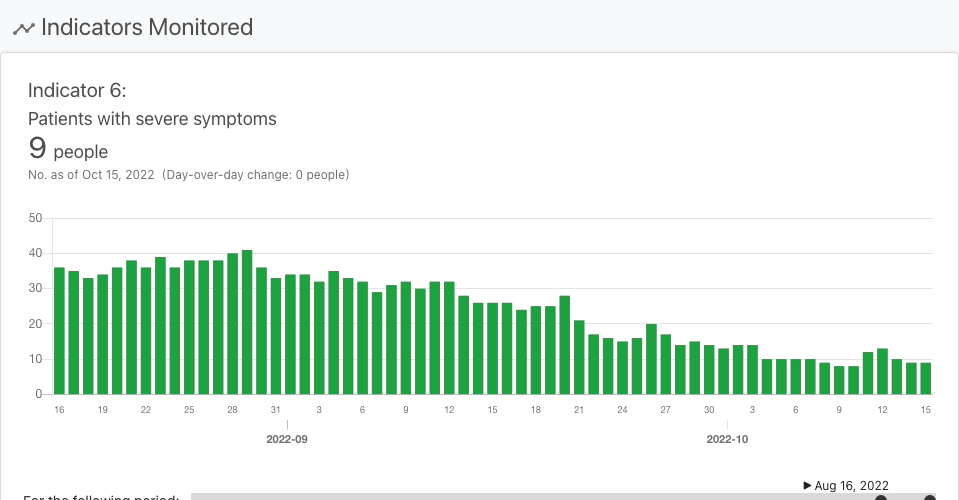 Indicators Monitored
Indicator 6:
Patients with severe symptoms
9 people
No. as of Oct 15, 2022 (Day-over-day change: 0 people)
50
40
30
20
10
0
16 19 22 25 28 31 3 6 9 12 15 18 21 24 27 30 3 6 9 12 15
2022-09 2022-10
▶ Aug 16, 2022
For the following period: